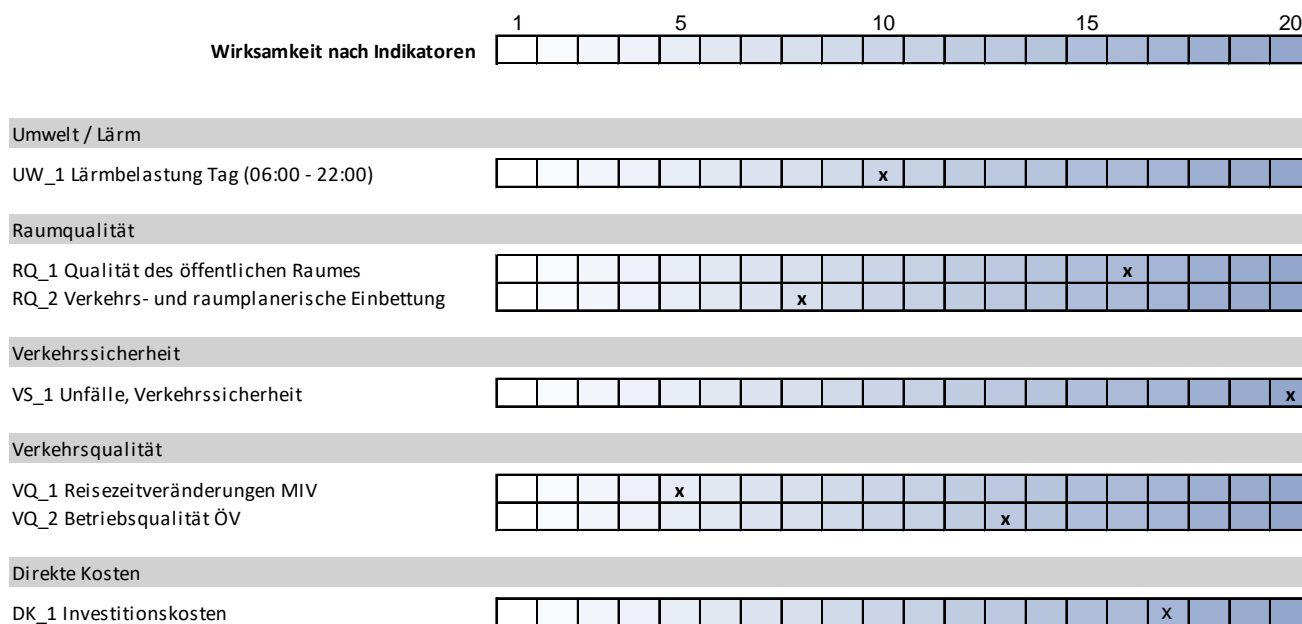 1 5 10 15 20
Wirksamkeit nach Indikatoren
Umwelt / Lärm
UW_1 Lärmbelastung Tag (06:00 - 22:00) x
Raumqualität
RQ_1 Qualität des öffentlichen Raumes x
RQ_2 Verkehrs- und raumplanerische Einbettung x
Verkehrssicherheit
VS_1 Unfälle, Verkehrssicherheit x
Verkehrsqualität
VQ_1 Reisezeitveränderungen MIV x
VQ_2 Betriebsqualität ÖV x
Direkte Kosten
DK_1 Investitionskosten x